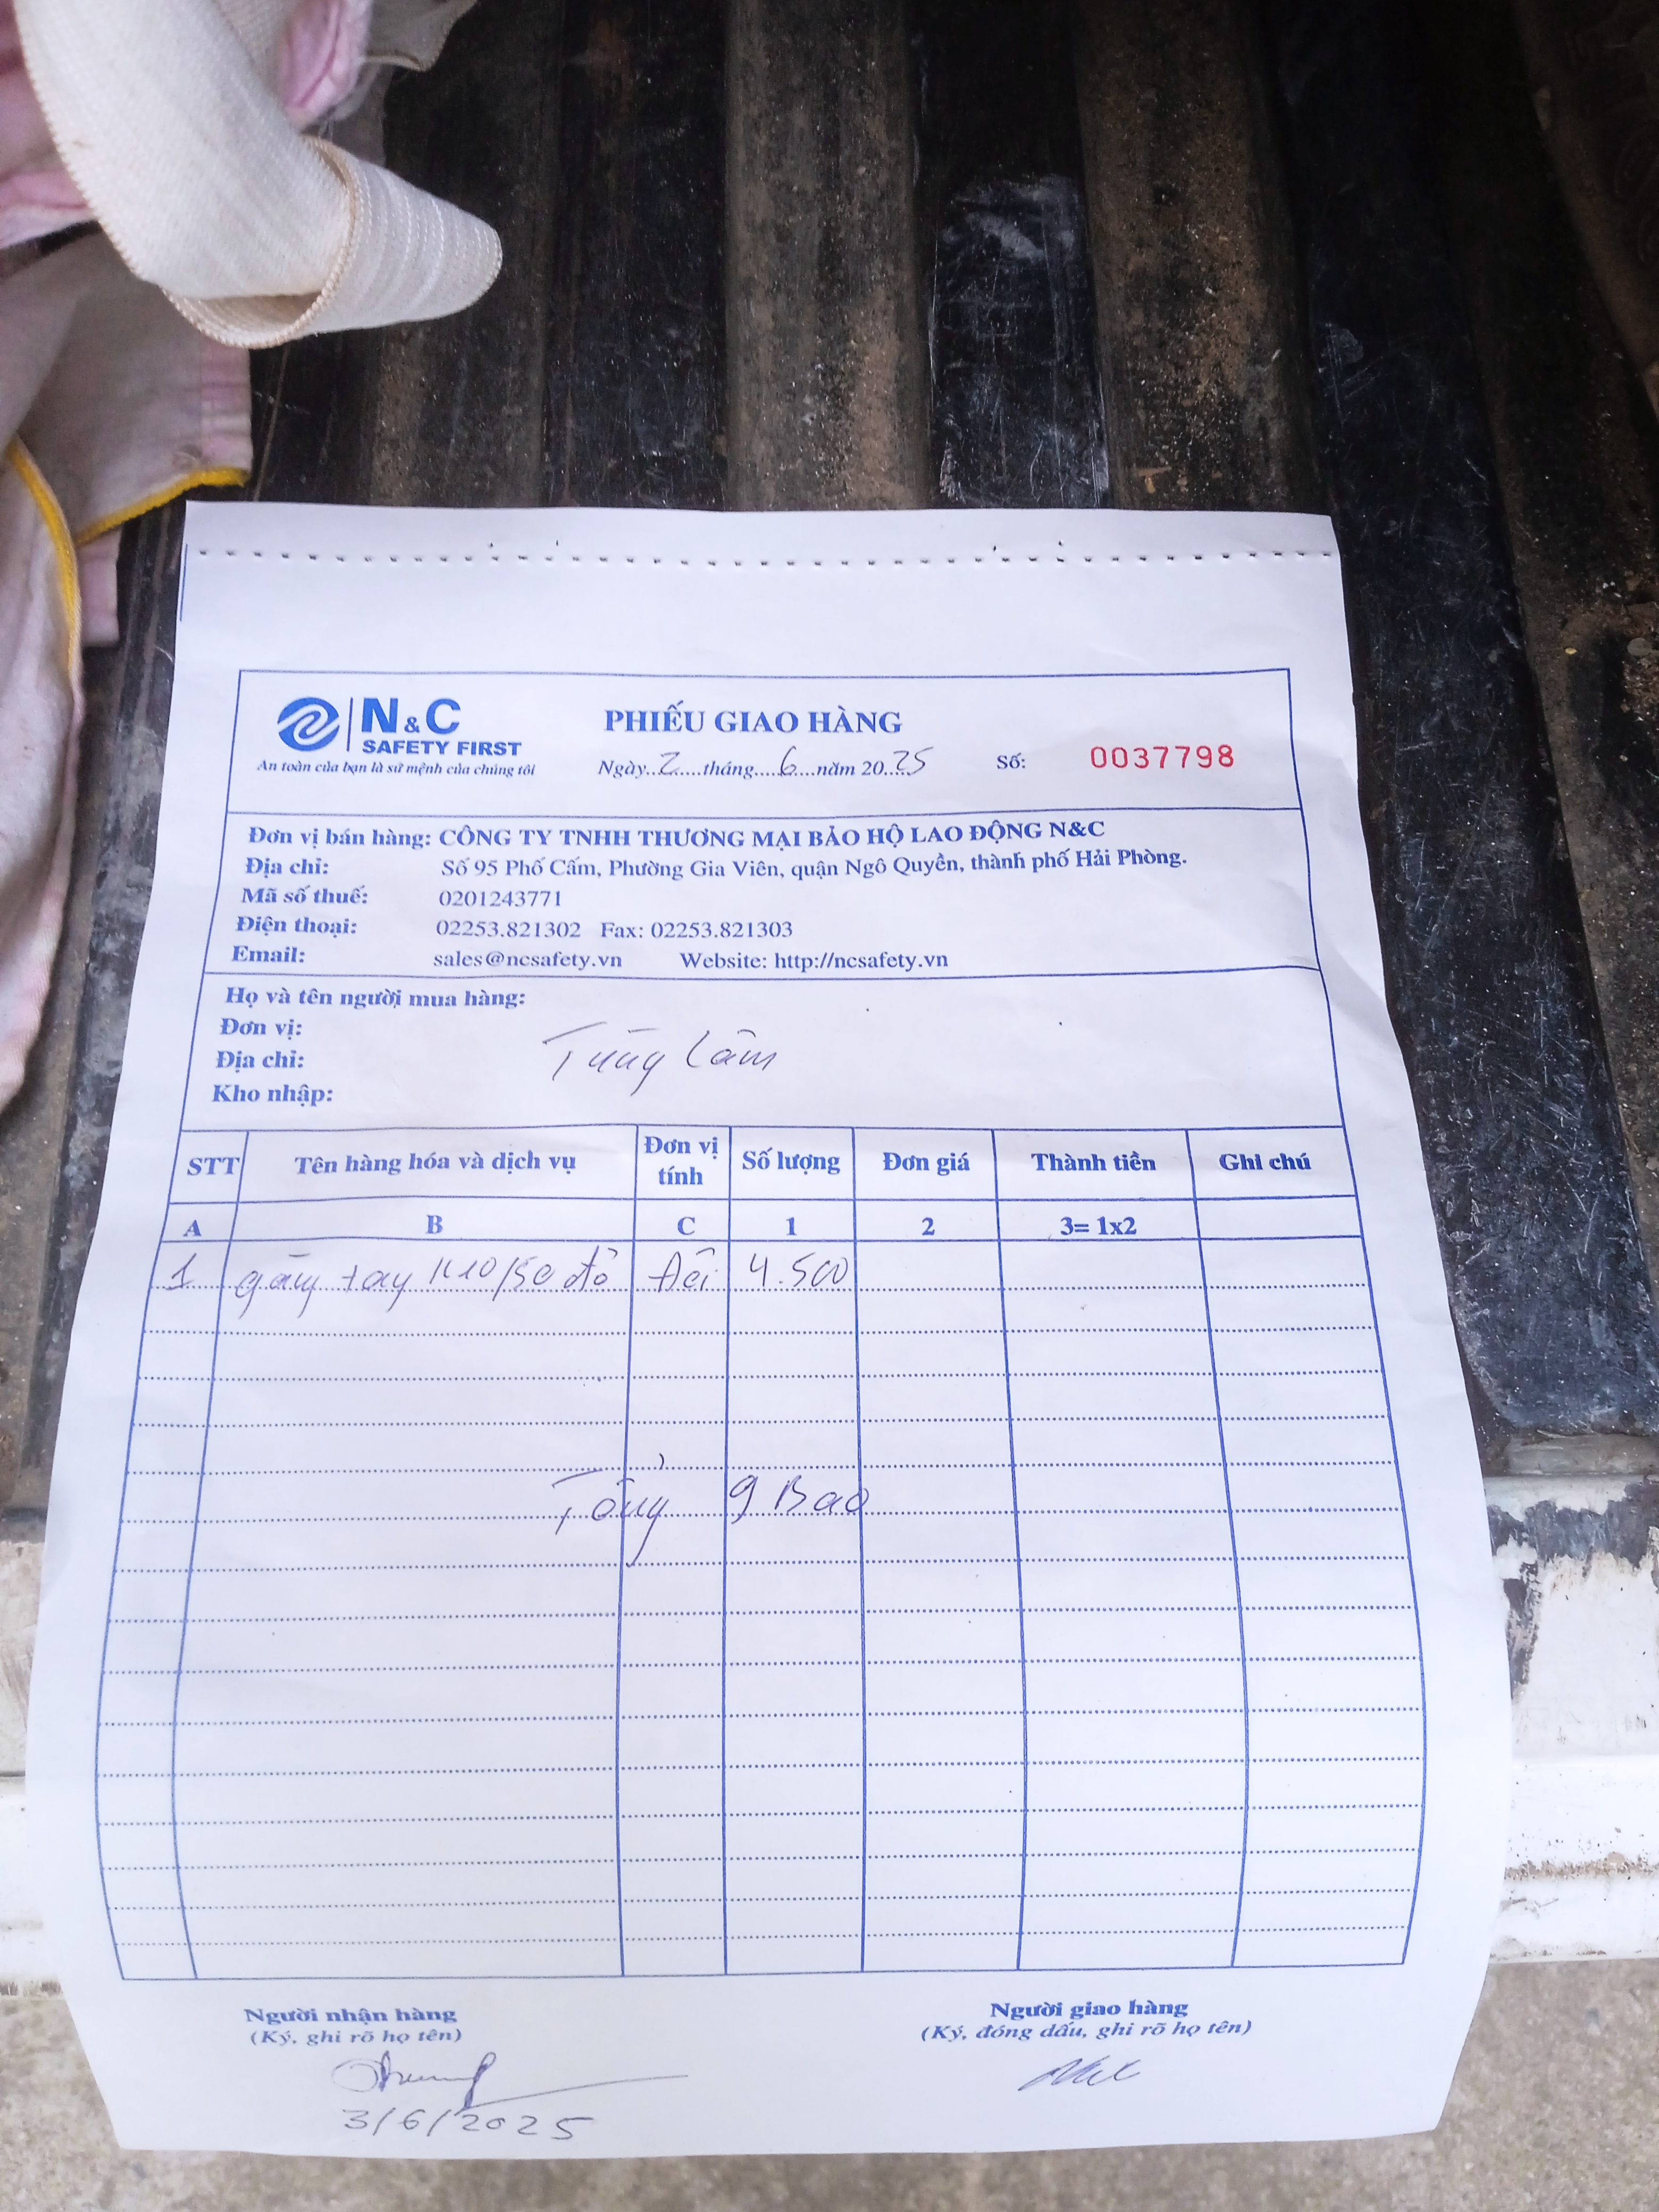 N&C
SAFETY FIRST
An toàn của bạn là sứ mệnh của chúng tôi
PHIẾU GIAO HÀNG
Ngày..2....tháng....6...năm 20..25
Số: 0037798
Đơn vị bán hàng: CÔNG TY TNHH THƯƠNG MẠI BẢO HỘ LAO ĐỘNG N&C
Địa chỉ: Số 95 Phố Cấm, Phường Gia Viên, quận Ngô Quyền, thành phố Hải Phòng.
Mã số thuế: 0201243771
Điện thoại: 02253.821302 Fax: 02253.821303
Email: sales@ncsafety.vn Website: http://ncsafety.vn
Họ và tên người mua hàng:
Đơn vị:
Tùng Lâm
Địa chỉ:
Kho nhập:
STT Tên hàng hóa và dịch vụ Đơn vị tính Số lượng Đơn giá Thành tiền Ghi chú
A B C 1 2 3= 1x2
1 găng tay K10/50 đỏ Đôi 4.500
Tổng 9 Bao
Người nhận hàng Người giao hàng
(Ký, ghi rõ họ tên) (Ký, đóng dấu, ghi rõ họ tên)
3/6/2025